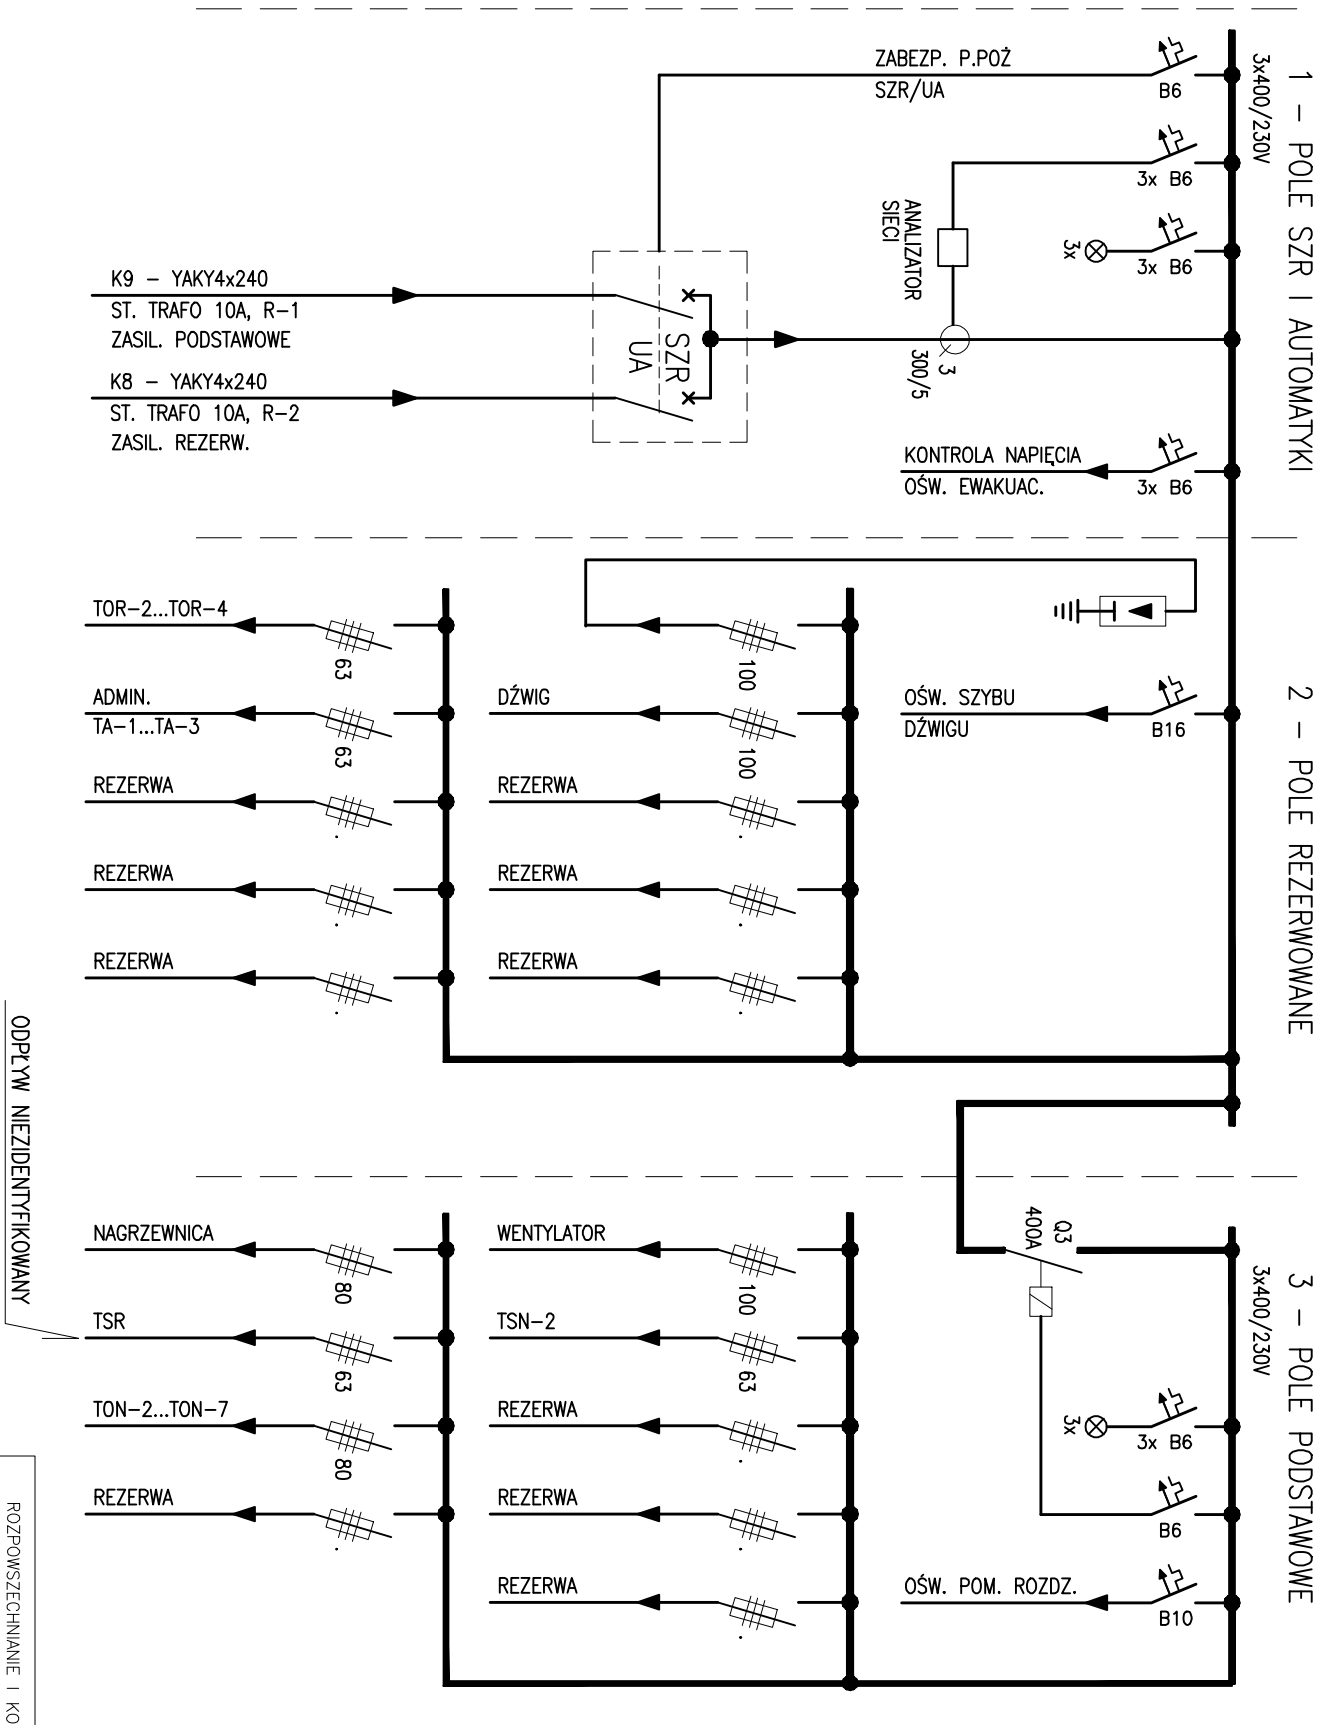 1 – POLE SZR I AUTOMATYKI
3x400/230V
ZABEZP. P.POŻ
SZR/UA
B6
3x B6
ANALIZATOR
SIECI
3x
3x B6
K9 – YAKY4x240
ST. TRAFO 10A, R-1
ZASIL. PODSTAWOWE
SZR
UA
3
300/5
K8 – YAKY4x240
ST. TRAFO 10A, R-2
ZASIL. REZERW.
KONTROLA NAPIĘCIA
OŚW. EWAKUAC.
3x B6
2 – POLE REZERWOWANE
TOR-2...TOR-4
63
100
ADMIN.
TA-1...TA-3
63
DŹWIG
100
OŚW. SZYBU
DŹWIGU
B16
REZERWA
REZERWA
REZERWA
REZERWA
REZERWA
REZERWA
ODPŁYW NIEZIDENTYFIKOWANY
3 – POLE PODSTAWOWE
3x400/230V
Q3
400A
NAGRZEWNICA
80
WENTYLATOR
100
TSR
63
TSN-2
63
TON-2...TON-7
80
REZERWA
3x
3x B6
REZERWA
REZERWA
B6
REZERWA
OŚW. POM. ROZDZ.
B10
ROZPOWSZECHNIANIE I KO